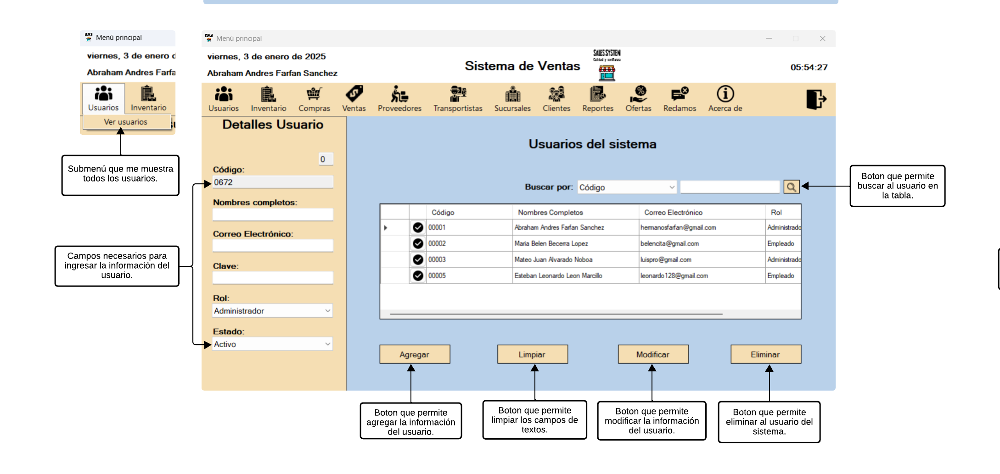 Menú principal
viernes, 3 de enero d
Abraham Andres Farfa
Usuarios
Inventario
Ver usuarios
Submenú que me muestra
todos los usuarios.
Campos necesarios para
ingresar la información del
usuario.
Menú principal
viernes, 3 de enero de 2025
Abraham Andres Farfan Sanchez
Sistema de Ventas
SALES SYSTEN
Calidad y confianza
05:54:27
Usuarios
Inventario
Compras
Ventas
Proveedores
Transportistas
Sucursales
Clientes
Reportes
Ofertas
Reclamos
Acerca de
Detalles Usuario
0
Código:
0672
Nombres completos:
Correo Electrónico:
Clave:
Rol:
Administrador
Estado:
Activo
Usuarios del sistema
Buscar por: Código
Código Nombres Completos Correo Electrónico Rol
00001 Abraham Andres Farfan Sanchez hermanosfarfan@gmail.com Administrado
00002 Maria Belen Becerra Lopez belencita@gmail.com Empleado
00003 Mateo Juan Alvarado Noboa luispro@gmail.com Administrado
00005 Esteban Leonardo Leon Marcillo leonardo128@gmail.com Empleado
Agregar
Limpiar
Modificar
Eliminar
Boton que permite
buscar al usuario en
la tabla.
Boton que permite
agregar la información
del usuario.
Boton que permite
limpiar los campos de
textos.
Boton que permite
modificar la información
del usuario.
Boton que permite
eliminar al usuario del
sistema.